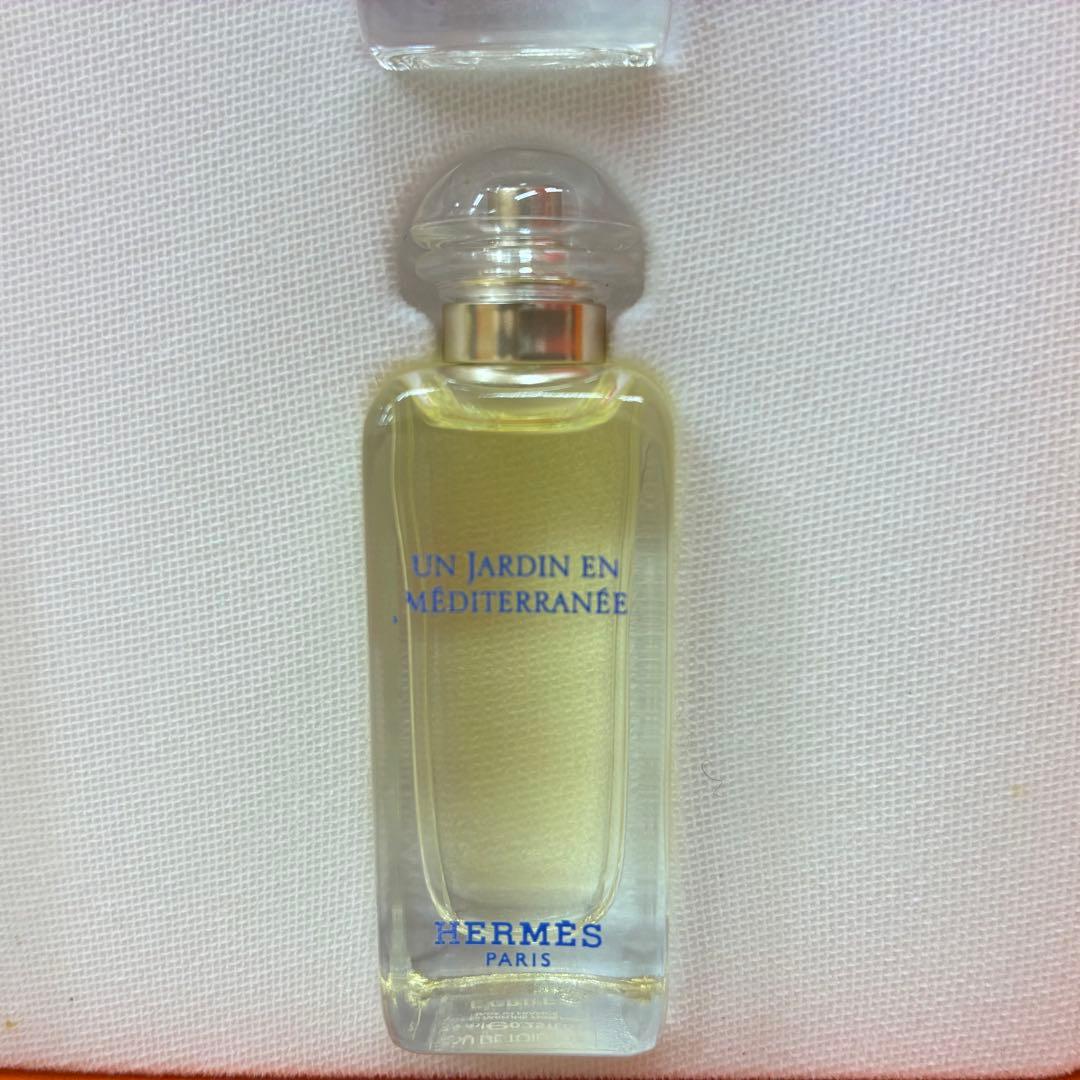 UN JARDIN EN
MÉDITERRANÉE
HERMÈS
PARIS